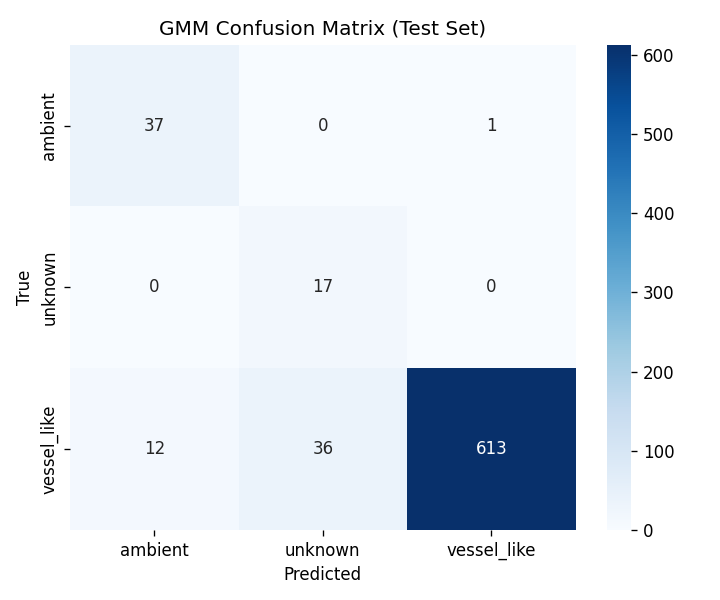 GMM Confusion Matrix (Test Set)
ambient
37
0
1
unknown
0
17
0
vessel_like
12
36
613
ambient
unknown
vessel_like
Predicted
True
600
500
400
300
200
100
0